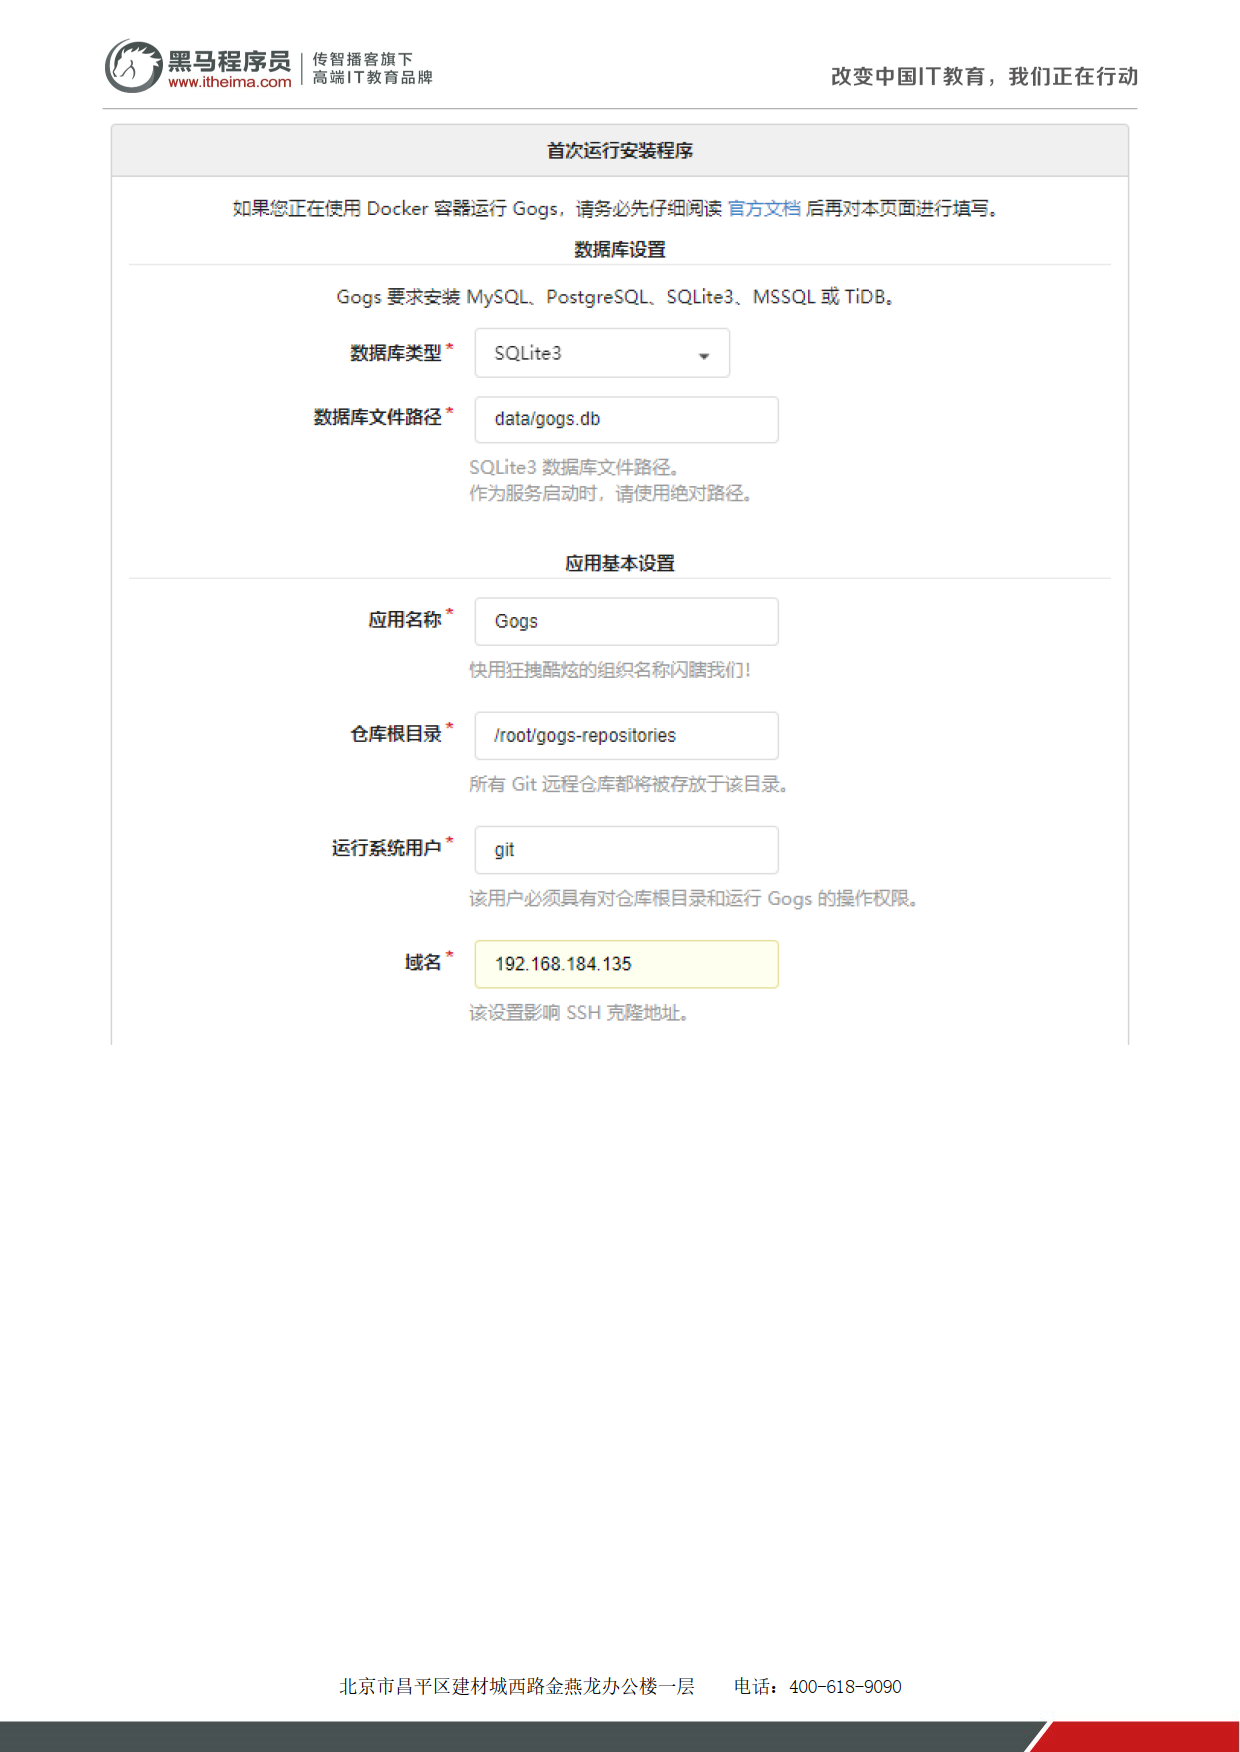 黑马程序员
www.itheima.com
传智播客旗下
高端IT教育品牌
改变中国IT教育，我们正在行动
首次运行安装程序
如果您正在使用 Docker 容器运行 Gogs，请务必先仔细阅读 官方文档 后再对本页面进行填写。
数据库设置
Gogs 要求安装 MySQL、PostgreSQL、SQLite3、MSSQL 或 TiDB。
数据库类型* SQLite3
数据库文件路径* data/gogs.db
SQLite3 数据库文件路径。
作为服务启动时，请使用绝对路径。
应用基本设置
应用名称* Gogs
快用狂拽酷炫的组织名称闪瞎我们！
仓库根目录* /root/gogs-repositories
所有 Git 远程仓库都将被存放于该目录。
运行系统用户* git
该用户必须具有对仓库根目录和运行 Gogs 的操作权限。
域名* 192.168.184.135
该设置影响 SSH 克隆地址。
北京市昌平区建材城西路金燕龙办公楼一层 电话：400-618-9090